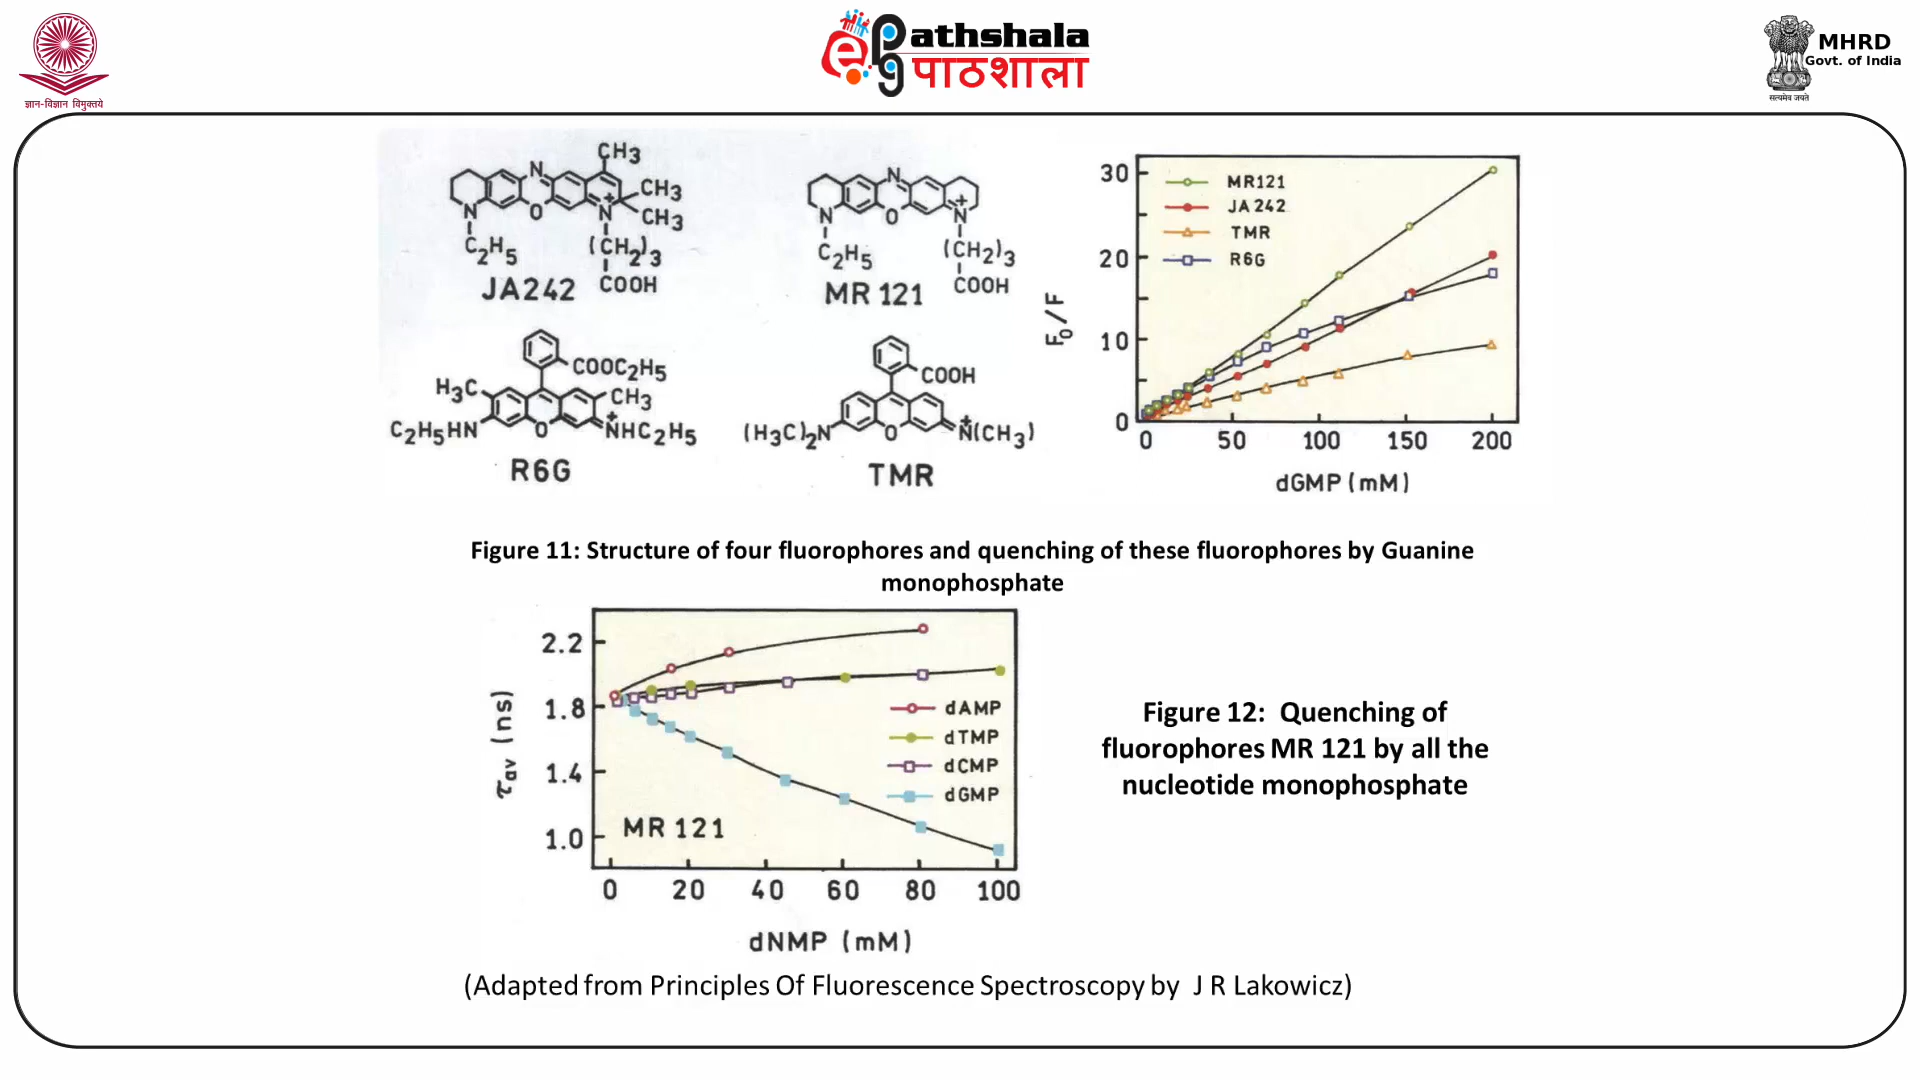 ज्ञान-विज्ञान विमुक्तये
e PG
athshala
पाठशाला
MHRD
Govt. of India
सत्यमेव जयते
CH3
N
CH3
N O N + CH3
C2H5 (CH2)3
COOH
JA242
N
N O N +
C2H5 (CH2)3
COOH
MR 121
COOC2H5
H3C CH3
C2H5HN O +NHC2H5
R6G
COOH
(H3C)2N O +N(CH3)
TMR
F0/F
30
20
10
0
MR121
JA 242
TMR
R6G
0 50 100 150 200
dGMP (mM)
Figure 11: Structure of four fluorophores and quenching of these fluorophores by Guanine
monophosphate
τav (ns)
2.2
1.8
1.4
1.0
dAMP
dTMP
dCMP
dGMP
MR 121
0 20 40 60 80 100
dNMP (mM)
Figure 12: Quenching of
fluorophores MR 121 by all the
nucleotide monophosphate
(Adapted from Principles Of Fluorescence Spectroscopy by J R Lakowicz)